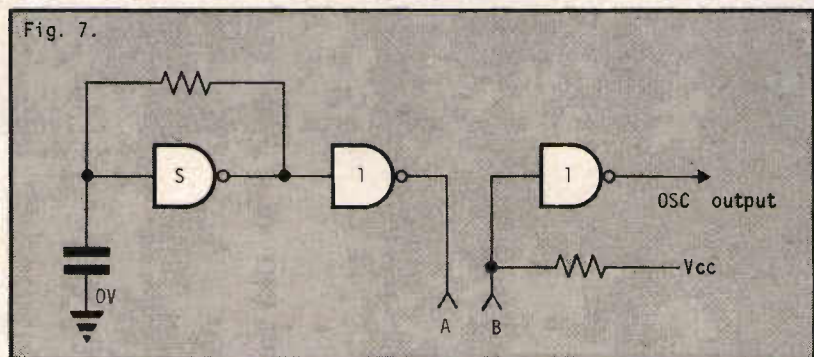 Fig. 7.
S
1
1
OSC output
Vcc
0V
A
B